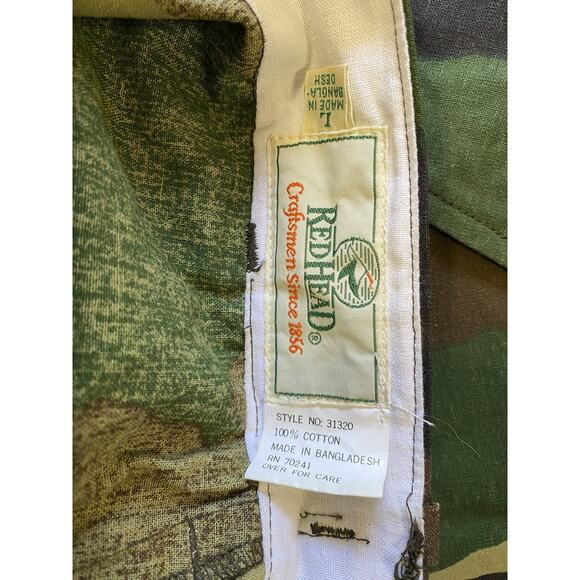 L
MADE IN
BANGLA-
DESH
REDHEAD®
Craftsmen Since 1856
STYLE NO: 31320
100% COTTON
MADE IN BANGLADESH
RN 70241
OVER FOR CARE